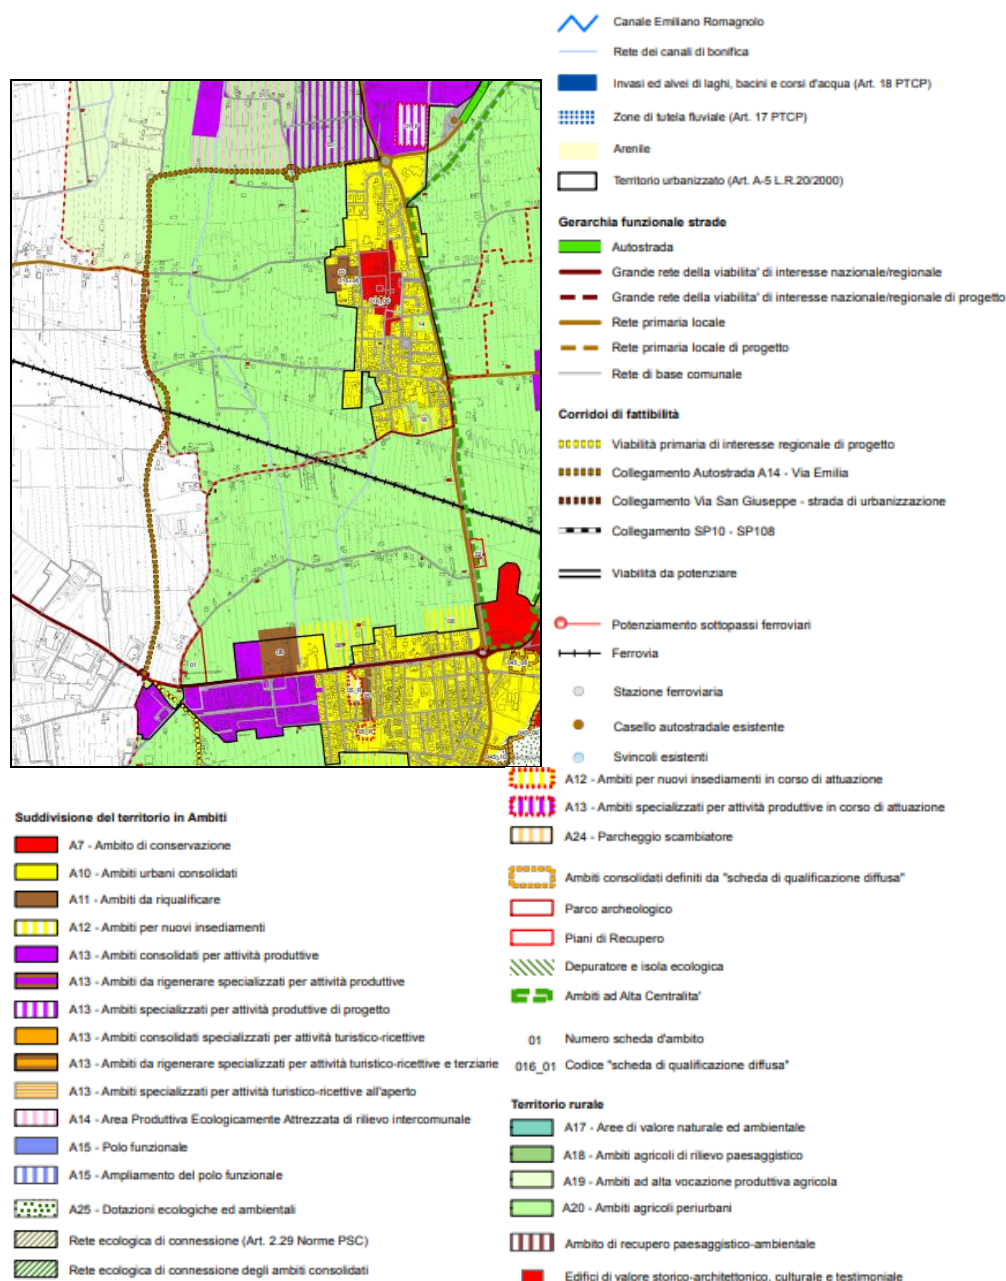 Canale Emiliano Romagnolo
Rete dei canali di bonifica
Invasi ed alvei di laghi, bacini e corsi d'acqua (Art. 18 PTCP)
Zone di tutela fluviale (Art. 17 PTCP)
Arenile
Territorio urbanizzato (Art. A-5 L.R.20/2000)
Gerarchia funzionale strade
Autostrada
Grande rete della viabilita' di interesse nazionale/regionale
Grande rete della viabilita' di interesse nazionale/regionale di progetto
Rete primaria locale
Rete primaria locale di progetto
Rete di base comunale
Corridoi di fattibilità
Viabilità primaria di interesse regionale di progetto
Collegamento Autostrada A14 - Via Emilia
Collegamento Via San Giuseppe - strada di urbanizzazione
Collegamento SP10 - SP108
Viabilità da potenziare
Potenziamento sottopassi ferroviari
Ferrovia
Stazione ferroviaria
Casello autostradale esistente
Svincoli esistenti
A12 - Ambiti per nuovi insediamenti in corso di attuazione
A13 - Ambiti specializzati per attività produttive in corso di attuazione
A24 - Parcheggio scambiatore
Ambiti consolidati definiti da "scheda di qualificazione diffusa"
Parco archeologico
Piani di Recupero
Depuratore e isola ecologica
Ambiti ad Alta Centralita'
01 Numero scheda d'ambito
016_01 Codice "scheda di qualificazione diffusa"
Territorio rurale
A17 - Aree di valore naturale ed ambientale
A18 - Ambiti agricoli di rilievo paesaggistico
A19 - Ambiti ad alta vocazione produttiva agricola
A20 - Ambiti agricoli periurbani
Ambito di recupero paesaggistico-ambientale
Edifici di valore storico-architettonico, culturale e testimoniale
Suddivisione del territorio in Ambiti
A7 - Ambito di conservazione
A10 - Ambiti urbani consolidati
A11 - Ambiti da riqualificare
A12 - Ambiti per nuovi insediamenti
A13 - Ambiti consolidati per attività produttive
A13 - Ambiti da rigenerare specializzati per attività produttive
A13 - Ambiti specializzati per attività produttive di progetto
A13 - Ambiti consolidati specializzati per attività turistico-ricettive
A13 - Ambiti da rigenerare specializzati per attività turistico-ricettive e terziarie
A13 - Ambiti specializzati per attività turistico-ricettive all'aperto
A14 - Area Produttiva Ecologicamente Attrezzata di rilievo intercomunale
A15 - Polo funzionale
A15 - Ampliamento del polo funzionale
A25 - Dotazioni ecologiche ed ambientali
Rete ecologica di connessione (Art. 2.29 Norme PSC)
Rete ecologica di connessione degli ambiti consolidati